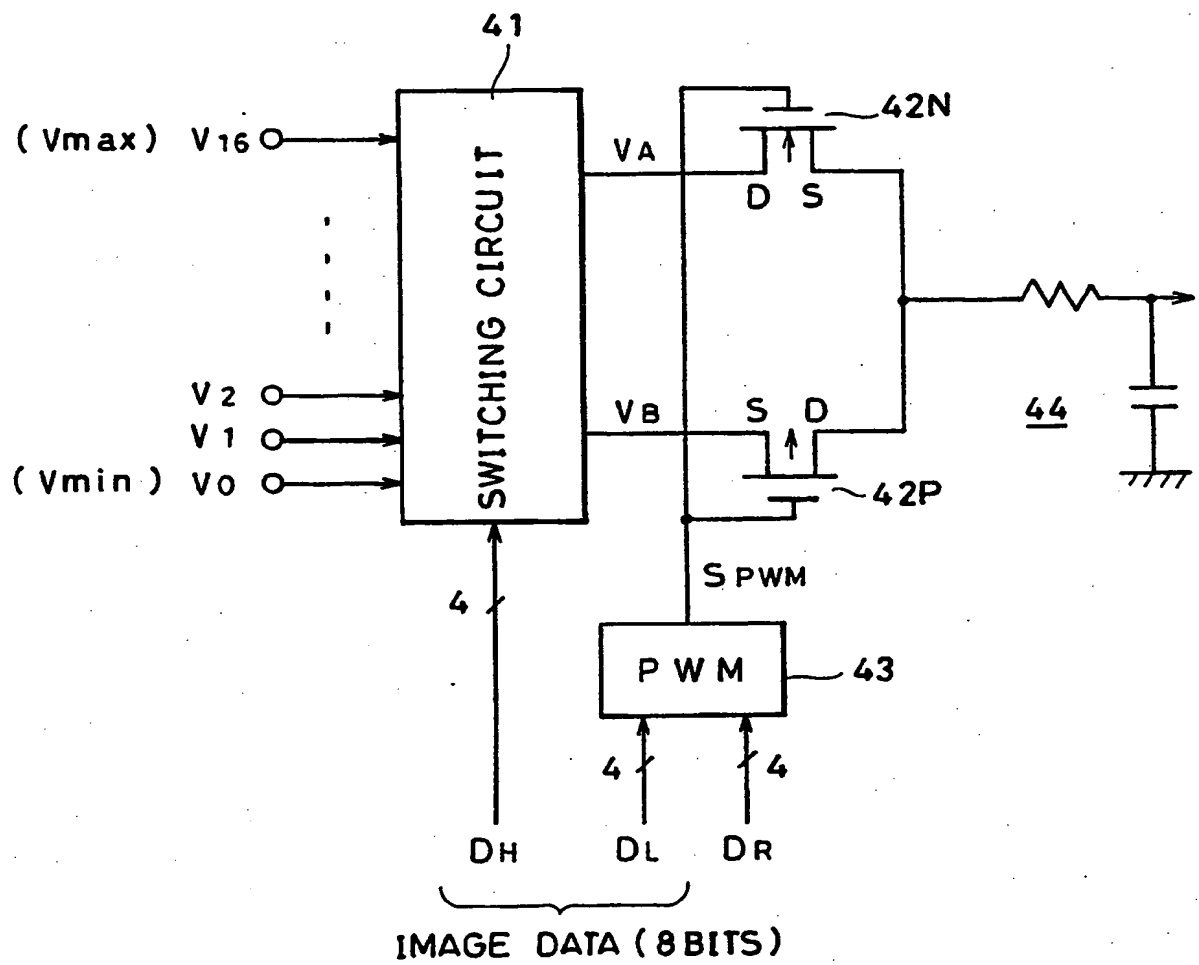 41
(Vmax) V16
VA
42N
D S
SWITCHING CIRCUIT
V2
V1
(Vmin) V0
VB
S D
44
42P
SPWM
4
PWM
43
4
4
DH
DL
DR
IMAGE DATA (8BITS)